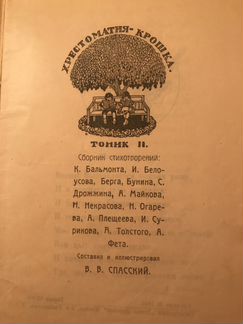 ХРЕСТОМАТИЯ-КРОШКА.
ТОМИК II.
Сборник стихотворений:
К. Бальмонта, И. Бело-
усова, Берга, Бунина, С.
Дрожжина, А. Майкова,
Н. Некрасова, Н. Огаре-
ва, А. Плещеева, И. Су-
рикова, А. Толстого, А.
Фета.
Составил и иллюстрировал
В. В. СПАССКИЙ.